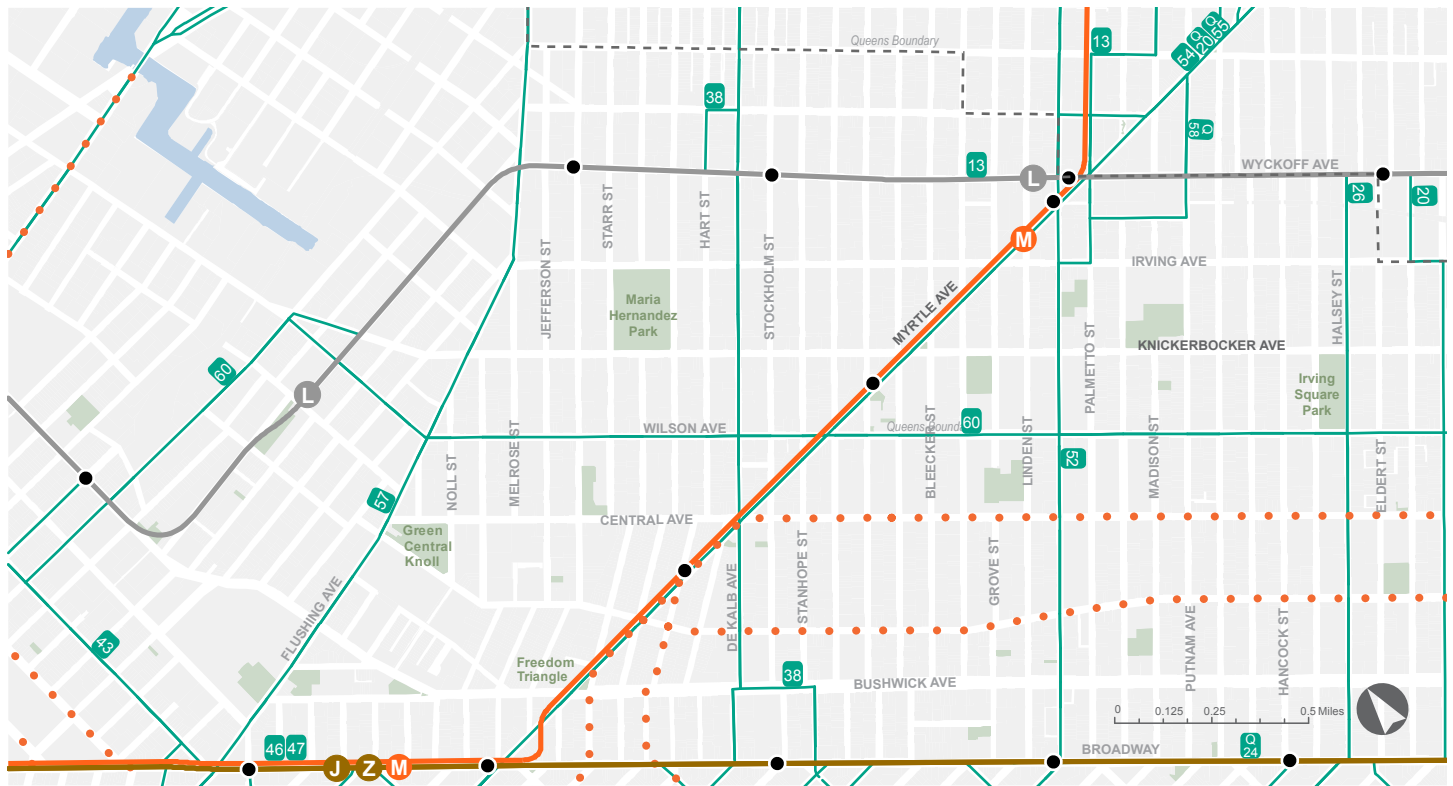 Queens Boundary
13
54
Q
120
Q
55
38
Q
58
13
WYCKOFF AVE
L
26
20
STARR ST
HART ST
M
JEFFERSON ST
STOCKHOLM ST
IRVING AVE
Maria
Hernandez
Park
MYRTLE AVE
HALSEY ST
KNICKERBOCKER AVE
PALMETTO ST
60
L
Irving
Square
Park
WILSON AVE
Queens Bounda
60
BLEECKER ST
LINDEN ST
MADISON ST
52
NOLL ST
MELROSE ST
ELDERT ST
57
CENTRAL AVE
Green
Central
Knoll
DE KALB AVE
STANHOPE ST
GROVE ST
FLUSHING AVE
43
PUTNAM AVE
HANCOCK ST
Freedom
Triangle
38
BUSHWICK AVE
0 0.125 0.25 0.5 Miles
46 47
J Z M
BROADWAY
Q
24